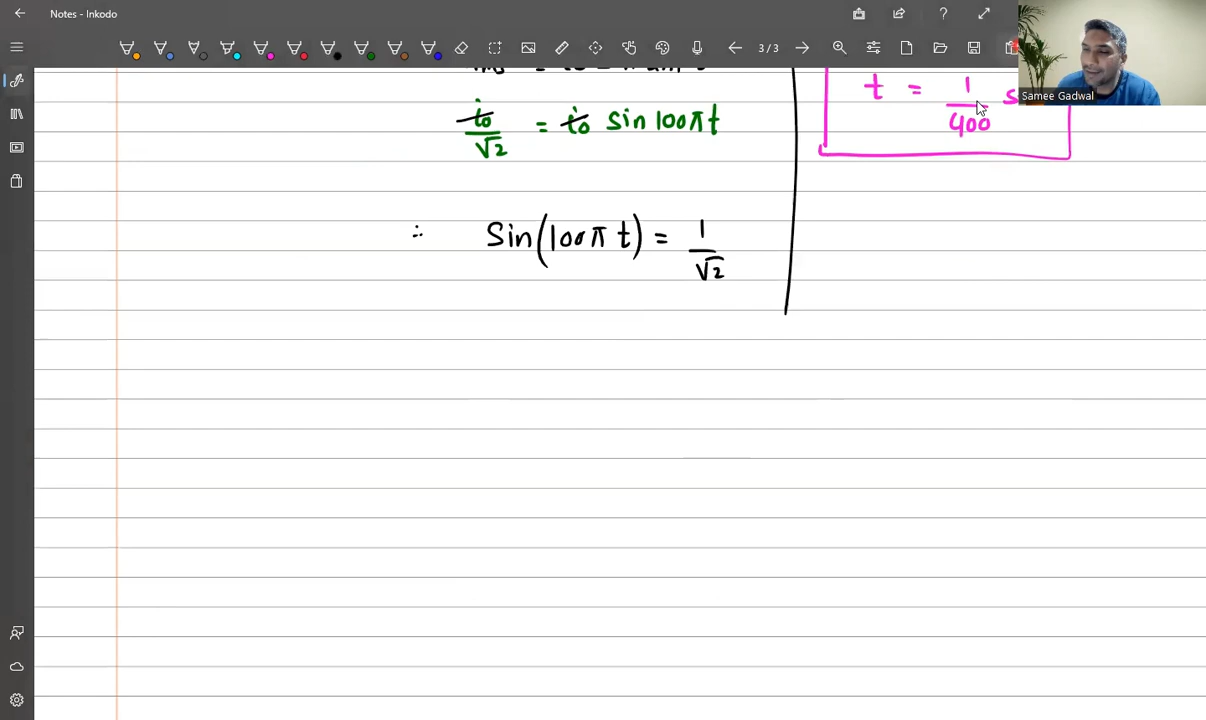 Notes - Inkodo
3/3
Samee Gadwal
i₀/√2 = i₀ sin 100πt
∴ Sin(100π t) = 1/√2
t = 1/400 s